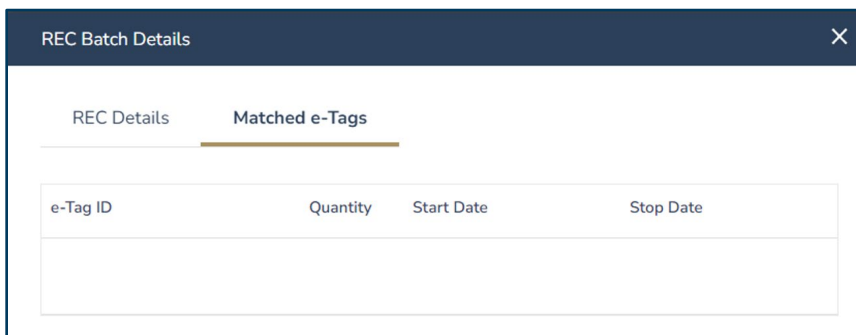 REC Batch Details
REC Details Matched e-Tags
e-Tag ID Quantity Start Date Stop Date